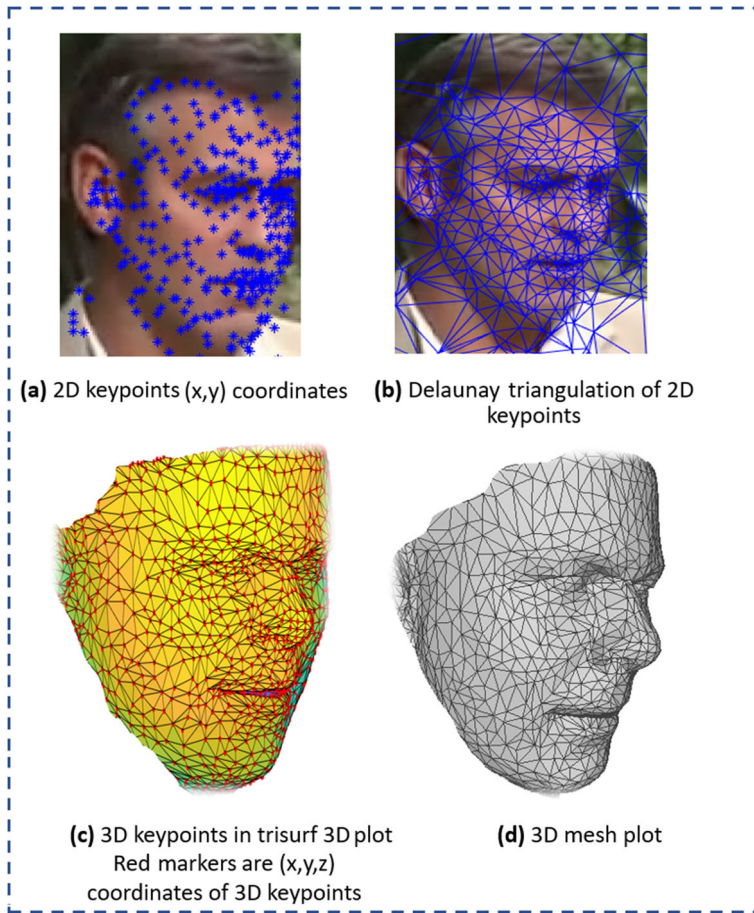 (a) 2D keypoints (x,y) coordinates
(b) Delaunay triangulation of 2D
keypoints
(c) 3D keypoints in trisurf 3D plot
Red markers are (x,y,z)
coordinates of 3D keypoints
(d) 3D mesh plot